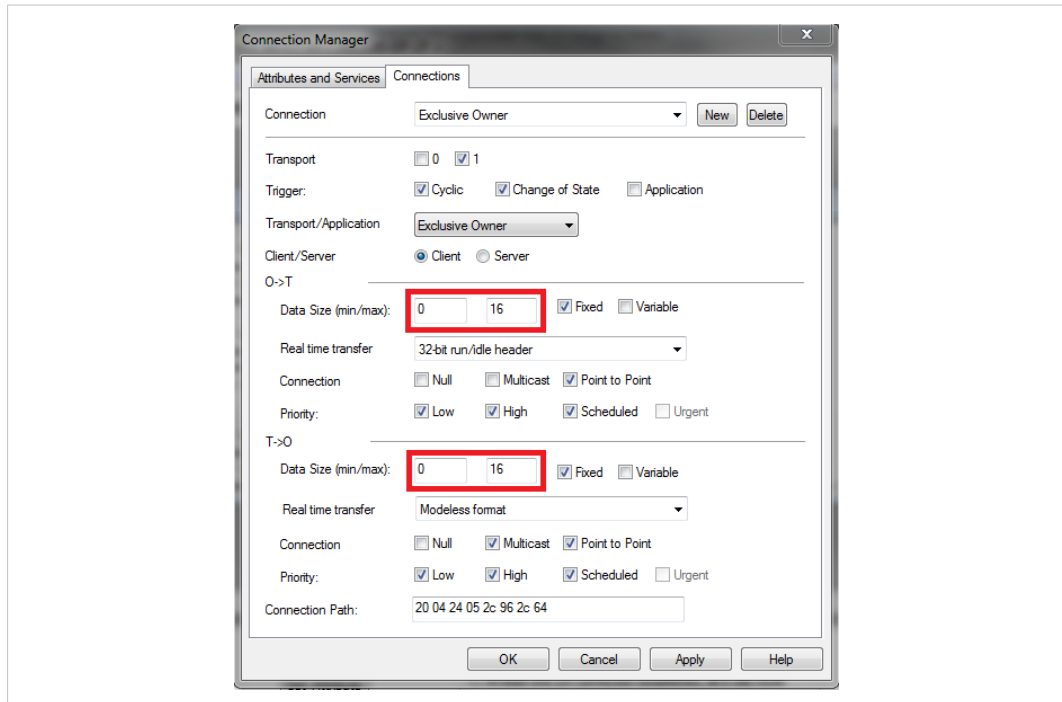 Connection Manager
X
Attributes and Services Connections
Connection Exclusive Owner New Delete
Transport 0 1
Trigger: Cyclic Change of State Application
Transport/Application Exclusive Owner
Client/Server Client Server
O->T
Data Size (min/max): 0 16 Fixed Variable
Real time transfer 32-bit run/idle header
Connection Null Multicast Point to Point
Priority: Low High Scheduled Urgent
T->O
Data Size (min/max): 0 16 Fixed Variable
Real time transfer Modeless format
Connection Null Multicast Point to Point
Priority: Low High Scheduled Urgent
Connection Path: 20 04 24 05 2c 96 2c 64
OK Cancel Apply Help